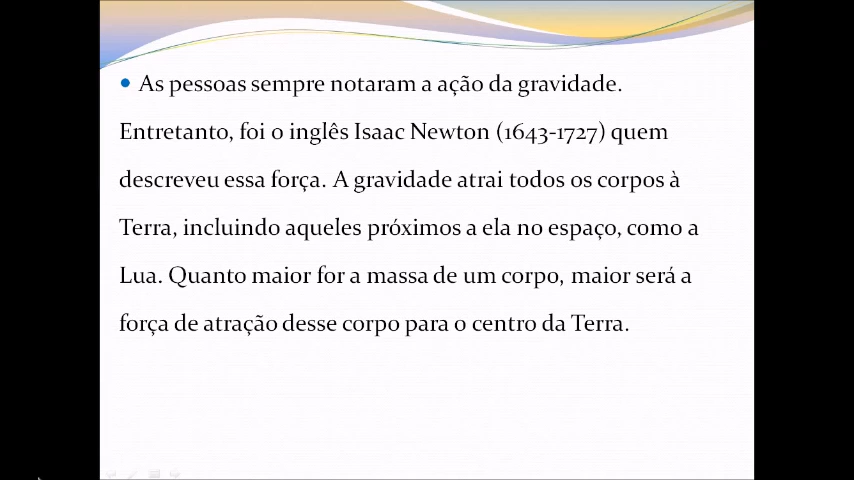 • As pessoas sempre notaram a ação da gravidade.
Entretanto, foi o inglês Isaac Newton (1643-1727) quem
descreveu essa força. A gravidade atrai todos os corpos à
Terra, incluindo aqueles próximos a ela no espaço, como a
Lua. Quanto maior for a massa de um corpo, maior será a
força de atração desse corpo para o centro da Terra.